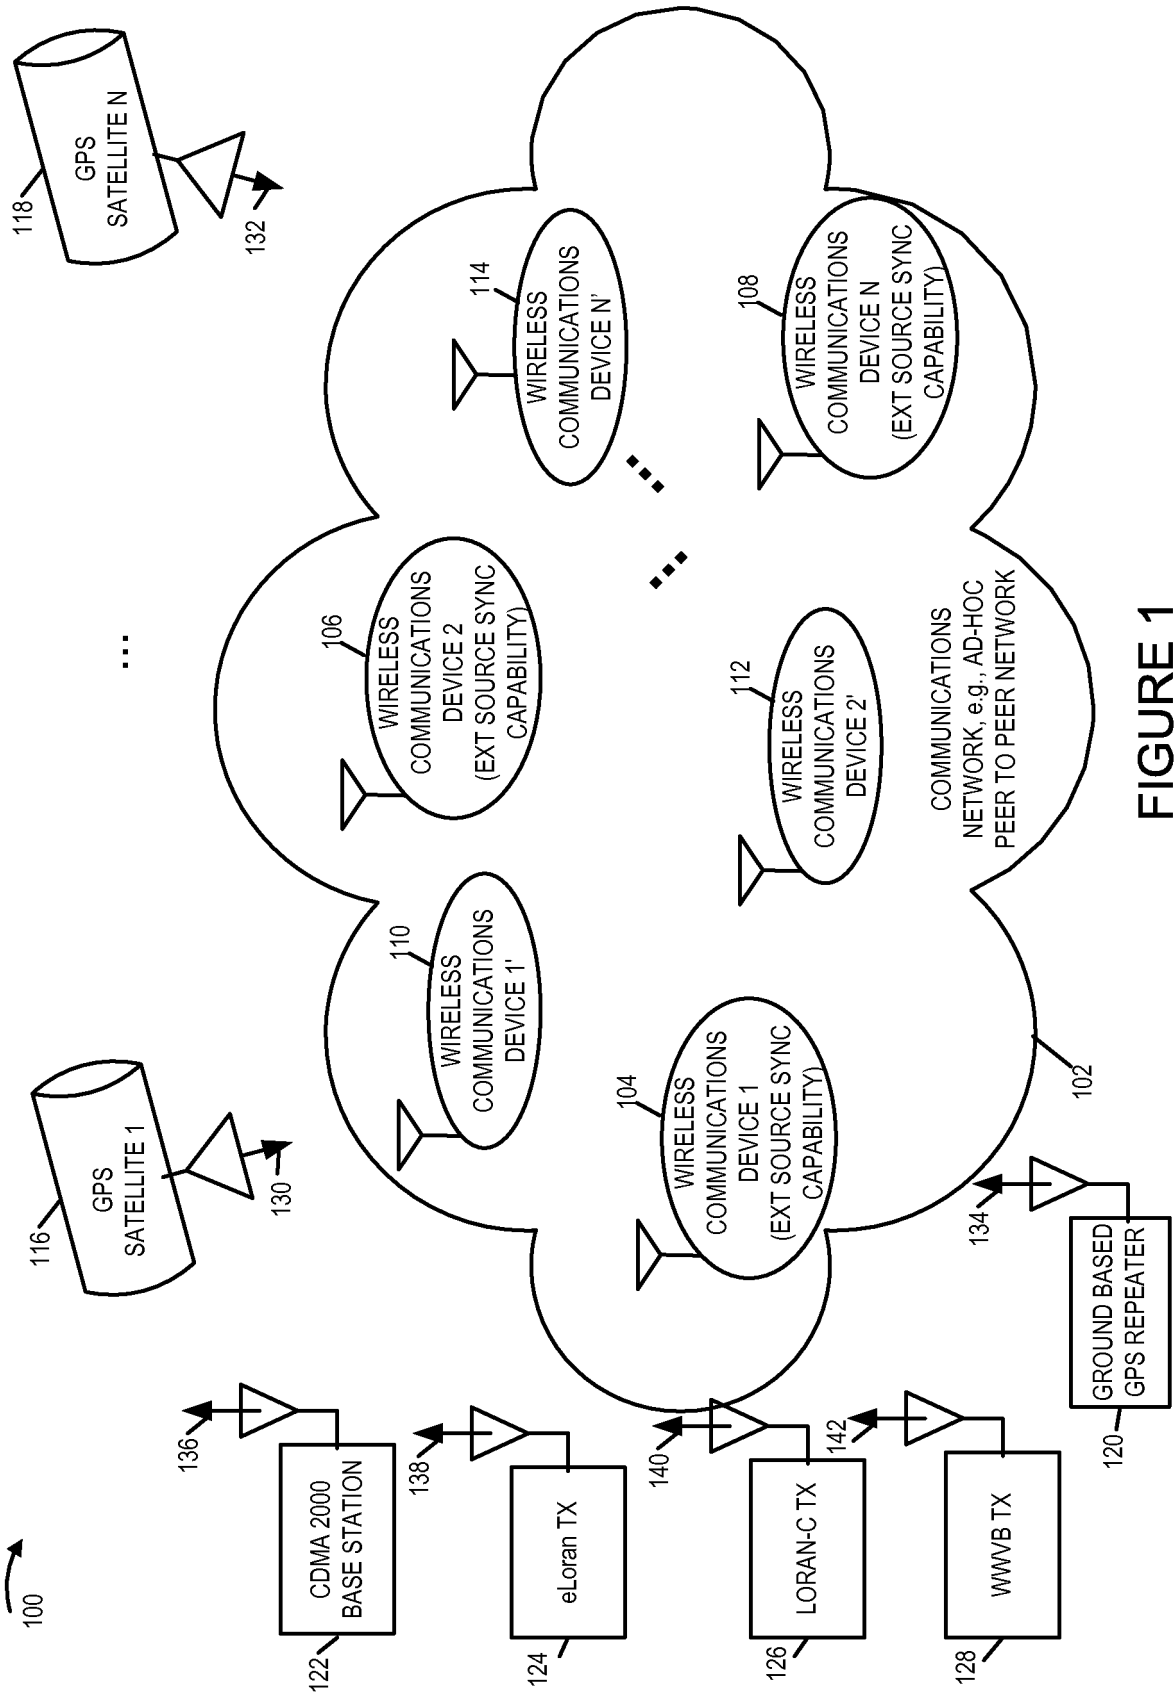 100
116
GPS
SATELLITE 1
130
...
118
GPS
SATELLITE N
132
136
CDMA 2000
BASE STATION
122
138
eLoran TX
124
140
LORAN-C TX
126
142
WWVB TX
128
134
GROUND BASED
GPS REPEATER
120
110
WIRELESS
COMMUNICATIONS
DEVICE 1'
106
WIRELESS
COMMUNICATIONS
DEVICE 2
(EXT SOURCE SYNC
CAPABILITY)
114
WIRELESS
COMMUNICATIONS
DEVICE N'
104
WIRELESS
COMMUNICATIONS
DEVICE 1
(EXT SOURCE SYNC
CAPABILITY)
112
WIRELESS
COMMUNICATIONS
DEVICE 2'
108
WIRELESS
COMMUNICATIONS
DEVICE N
(EXT SOURCE SYNC
CAPABILITY)
COMMUNICATIONS
NETWORK, e.g., AD-HOC
PEER TO PEER NETWORK
102
FIGURE 1